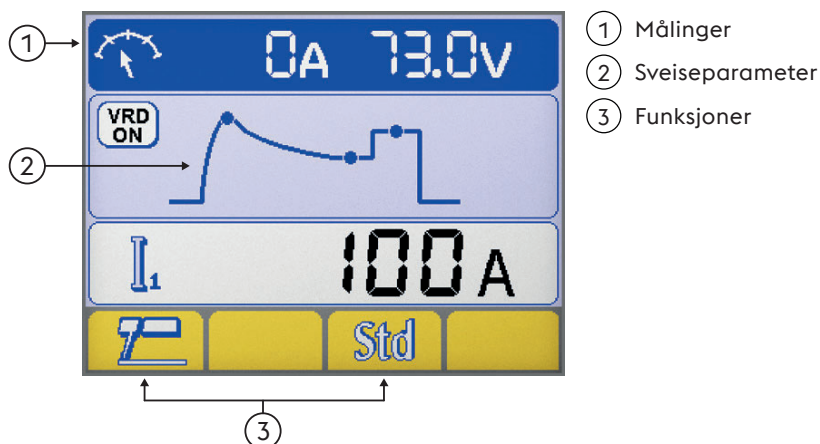 1
0A 73.0V
VRD
ON
2
I1
100A
Std
3
1 Målinger
2 Sveiseparameter
3 Funksjoner